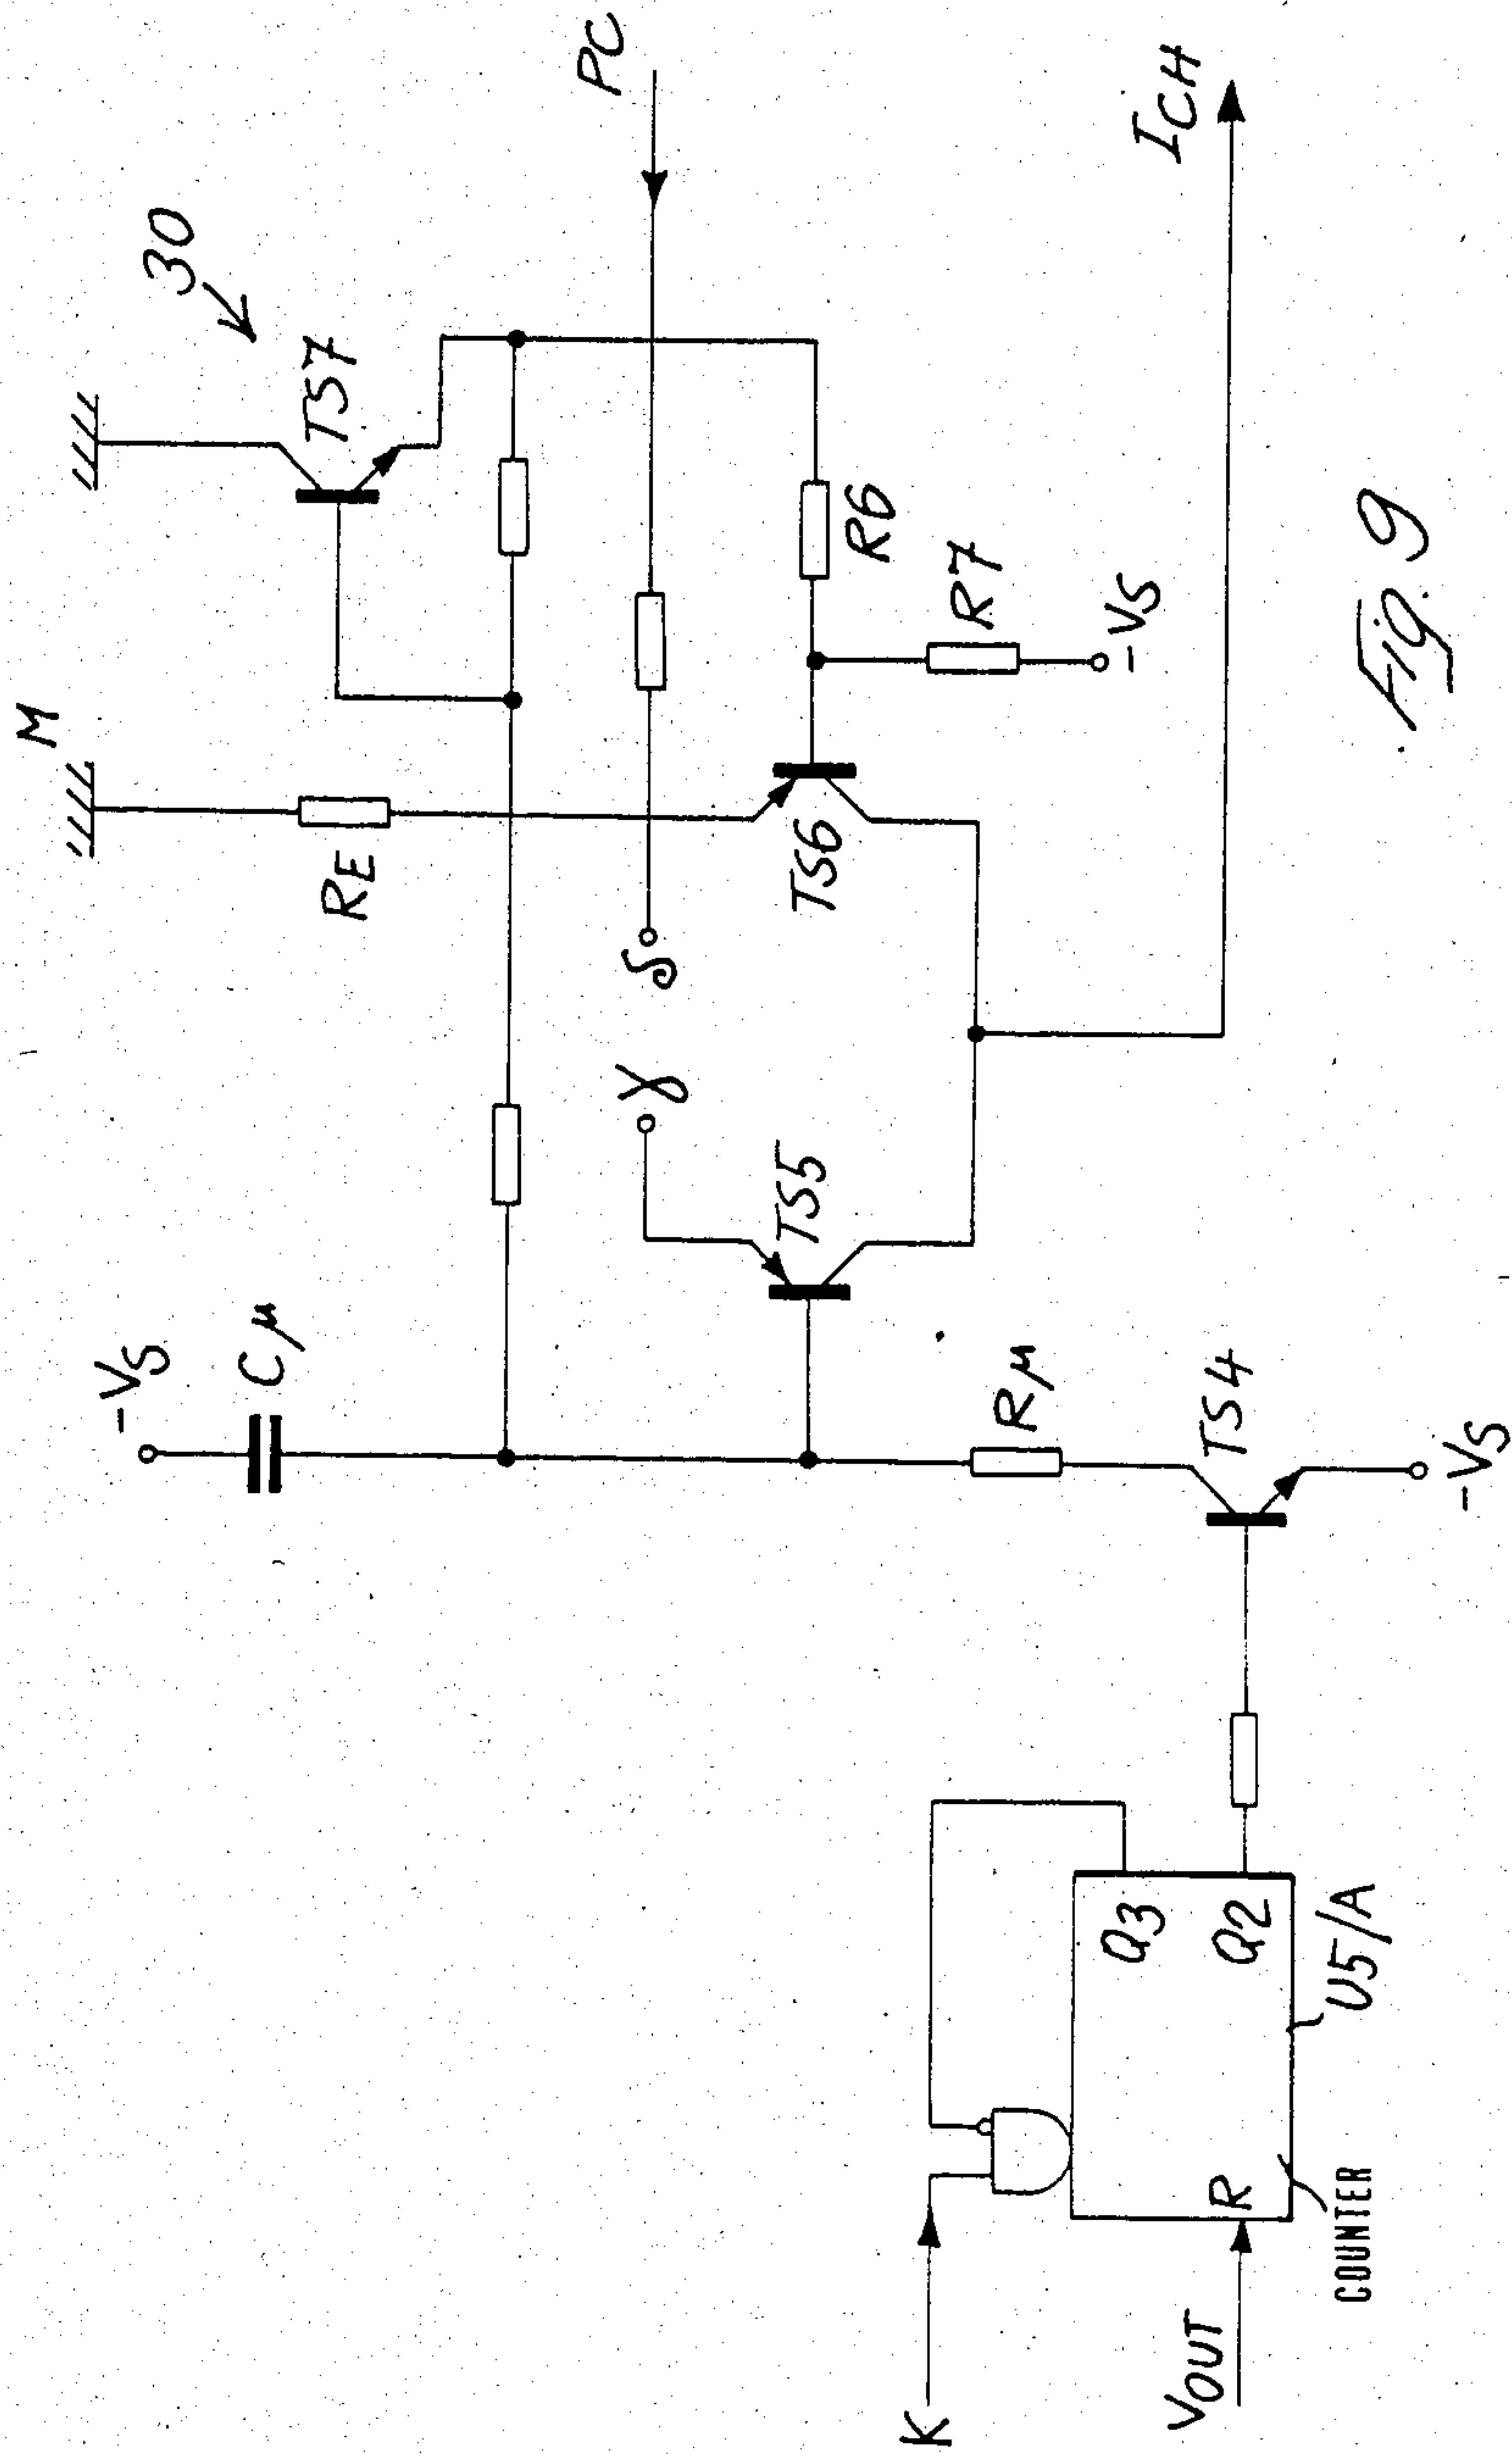 M
30
PC
-Vs
Cμ
TS7
RE
δ
γ
R6
TS6
TS5
R7
-Vs
Rμ
TS4
ICH
-Vs
K
Q3
Q2
R
VOUT
U5/A
COUNTER
Fig. 9